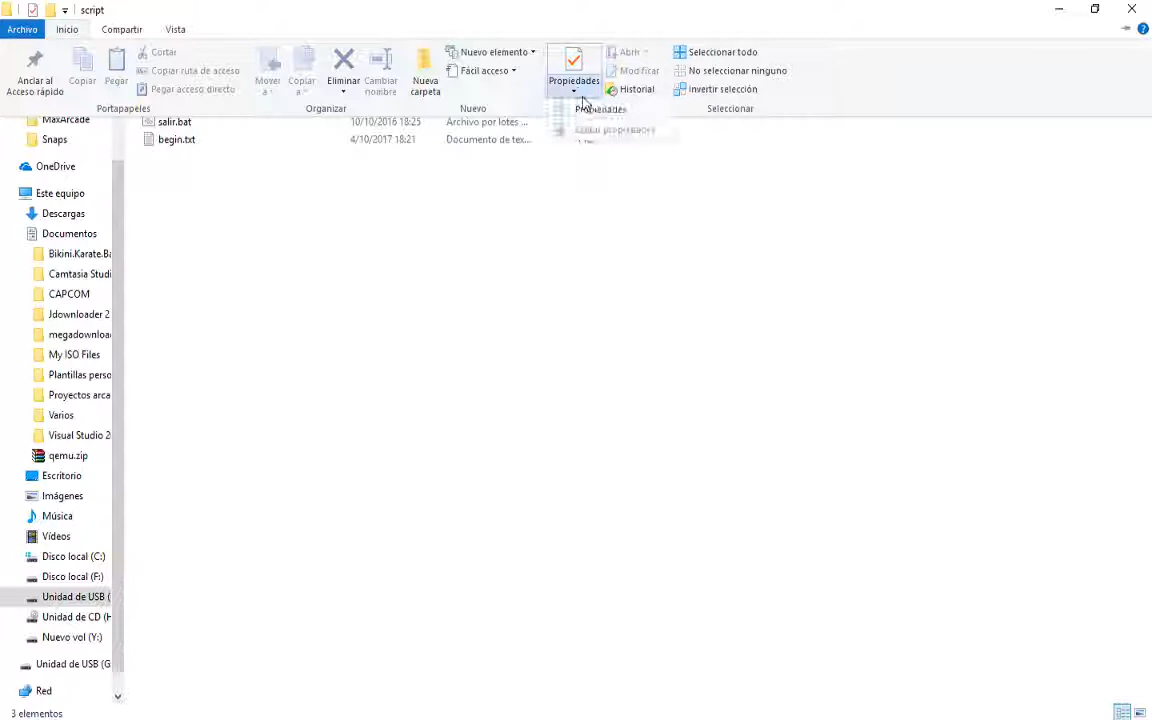 script
Archivo Inicio Compartir Vista
Anclar al Acceso rápido
Copiar
Pegar
Cortar
Copiar ruta de acceso
Pegar acceso directo
Portapapeles
Mover a
Copiar a
Eliminar
Cambiar nombre
Organizar
Nueva carpeta
Nuevo elemento
Fácil acceso
Nuevo
Propiedades
Abrir
Modificar
Historial
Propiedades
Seleccionar todo
No seleccionar ninguno
Invertir selección
Seleccionar
MaxArcade
Snaps
OneDrive
Este equipo
Descargas
Documentos
Bikini.Karate.Ba
Camtasia Studi
CAPCOM
Jdownloader 2
megadownloa
My ISO Files
Plantillas perso
Proyectos arca
Varios
Visual Studio 2
qemu.zip
Escritorio
Imágenes
Música
Vídeos
Disco local (C:)
Disco local (F:)
Unidad de USB (
Unidad de CD (H
Nuevo vol (Y:)
Unidad de USB (G
Red
salir.bat 10/10/2016 18:25 Archivo por lotes ...
begin.txt 4/10/2017 18:21 Documento de tex...
3 elementos